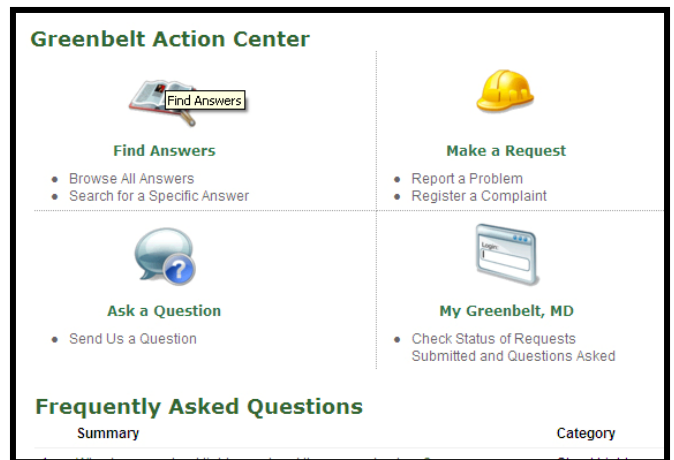 Greenbelt Action Center
Find Answers
Find Answers
● Browse All Answers
● Search for a Specific Answer
Make a Request
● Report a Problem
● Register a Complaint
Ask a Question
● Send Us a Question
Login:
My Greenbelt, MD
● Check Status of Requests
Submitted and Questions Asked
Frequently Asked Questions
Summary Category